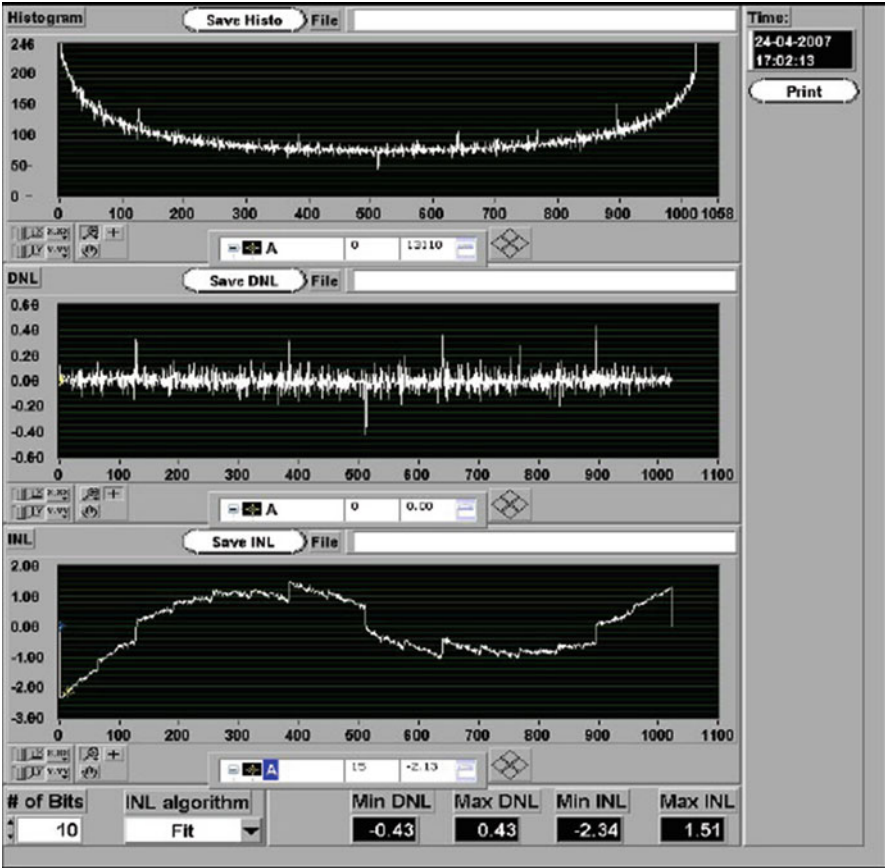 Histogram Save Histo File Time:
24-04-2007
17:02:13
Print
246
200
150
100
50-
0 -
0 100 200 300 400 500 600 700 800 900 1000 1058
A 0 13110
DNL Save DNL File
0.60
0.40
0.20
0.00
-0.20
-0.40
-0.60
0 100 200 300 400 500 600 700 800 900 1000 1100
A 0 0.00
INL Save INL File
2.00
1.00
0.00
-1.00
-2.00
-3.00
0 100 200 300 400 500 600 700 800 900 1000 1100
A 15 -2.13
# of Bits INL algorithm Min DNL Max DNL Min INL Max INL
10 Fit -0.43 0.43 -2.34 1.51